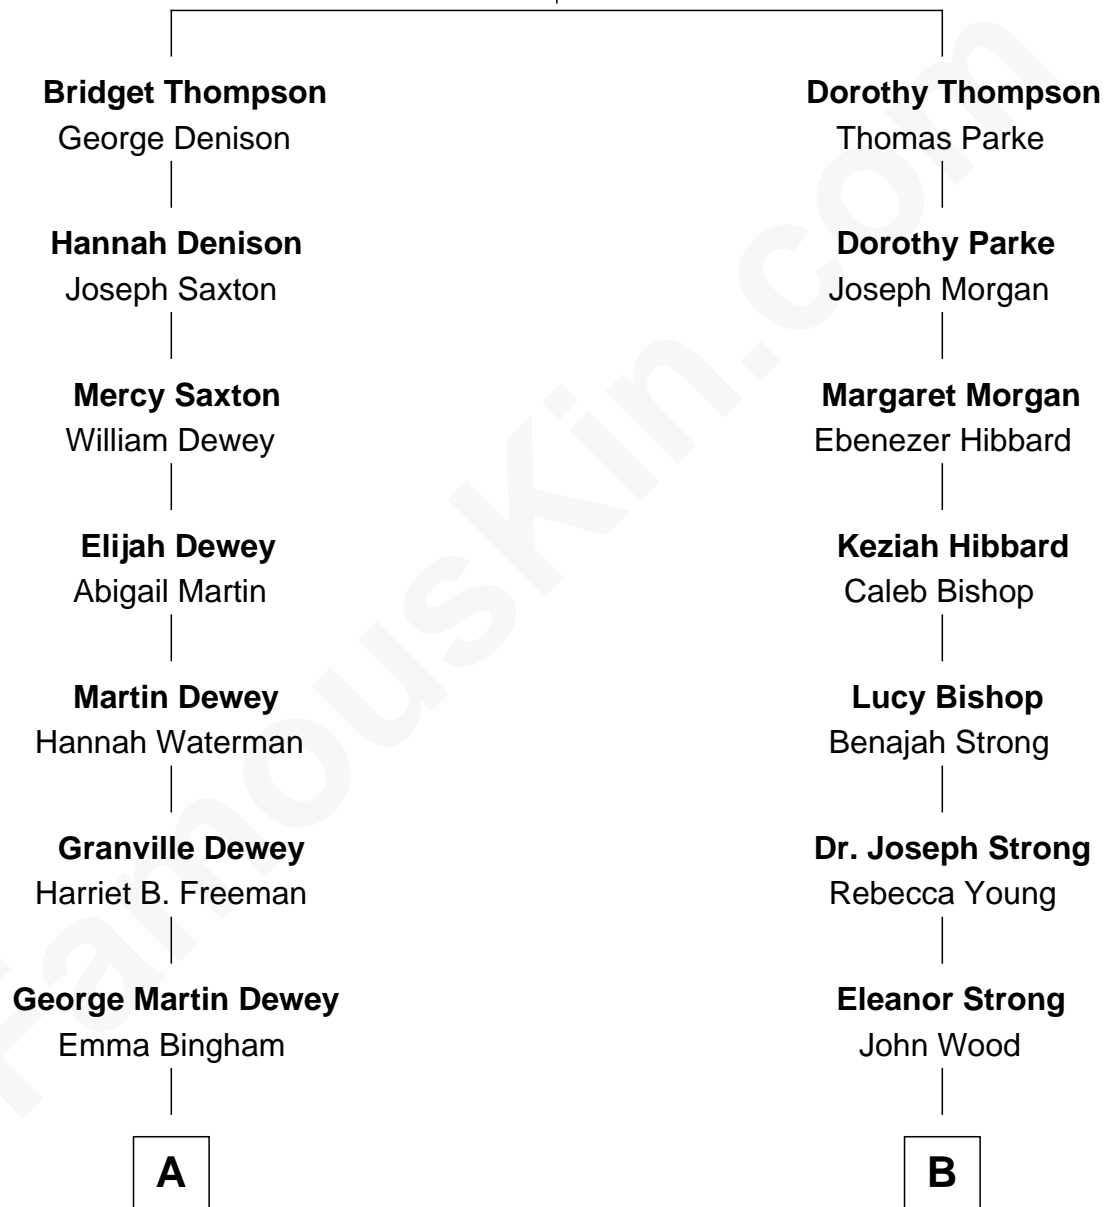 Bridget Thompson
George Denison
Hannah Denison
Joseph Saxton
Mercy Saxton
William Dewey
Elijah Dewey
Abigail Martin
Martin Dewey
Hannah Waterman
Granville Dewey
Harriet B. Freeman
George Martin Dewey
Emma Bingham
A
Dorothy Thompson
Thomas Parke
Dorothy Parke
Joseph Morgan
Margaret Morgan
Ebenezer Hibbard
Keziah Hibbard
Caleb Bishop
Lucy Bishop
Benajah Strong
Dr. Joseph Strong
Rebecca Young
Eleanor Strong
John Wood
B
FamousKin.com